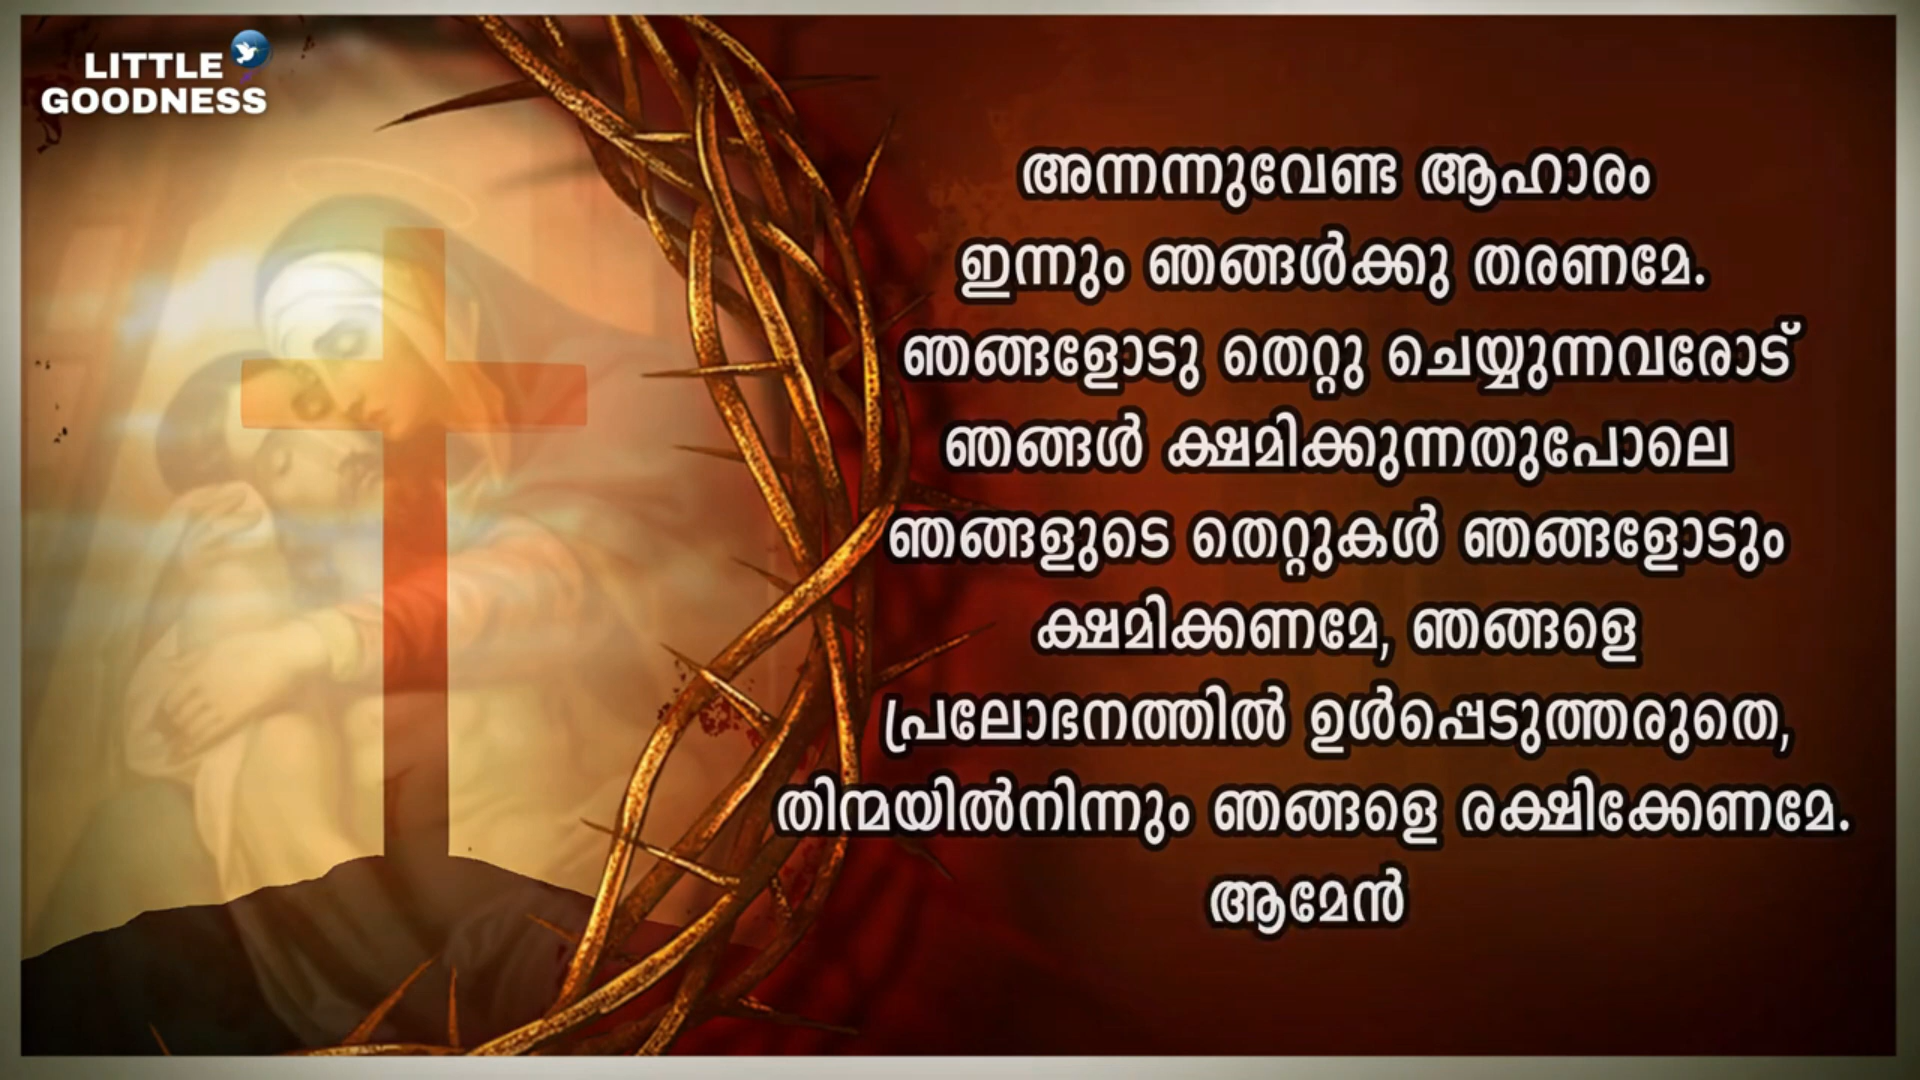 LITTLE
GOODNESS
അന്നന്നുവേണ്ട ആഹാരം
ഇന്നും ഞങ്ങൾക്കു തരണമേ.
ഞങ്ങളോടു തെറ്റു ചെയ്യുന്നവരോട്
ഞങ്ങൾ ക്ഷമിക്കുന്നതുപോലെ
ഞങ്ങളുടെ തെറ്റുകൾ ഞങ്ങളോടും
ക്ഷമിക്കണമേ, ഞങ്ങളെ
പ്രലോഭനത്തിൽ ഉൾപ്പെടുത്തരുതെ,
തിന്മയിൽനിന്നും ഞങ്ങളെ രക്ഷിക്കേണമേ.
ആമേൻ